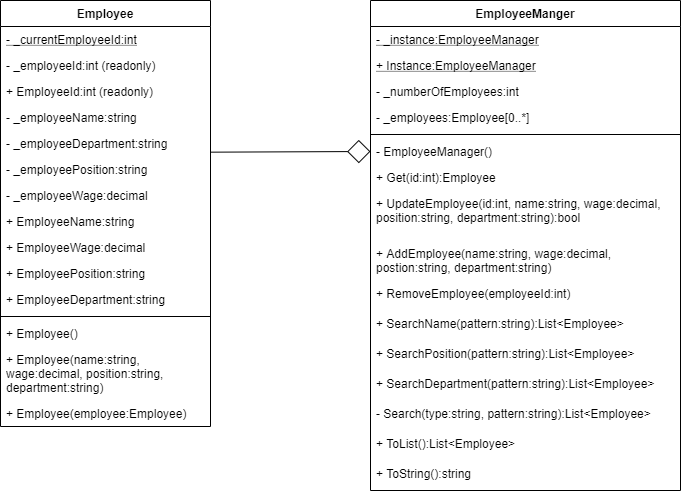 Employee
- _currentEmployeeId:int
- _employeeId:int (readonly)
+ EmployeeId:int (readonly)
- _employeeName:string
- _employeeDepartment:string
- _employeePosition:string
- _employeeWage:decimal
+ EmployeeName:string
+ EmployeeWage:decimal
+ EmployeePosition:string
+ EmployeeDepartment:string
+ Employee()
+ Employee(name:string,
wage:decimal, position:string,
department:string)
+ Employee(employee:Employee)
EmployeeManger
- _instance:EmployeeManager
+ Instance:EmployeeManager
- _numberOfEmployees:int
- _employees:Employee[0..*]
- EmployeeManager()
+ Get(id:int):Employee
+ UpdateEmployee(id:int, name:string, wage:decimal,
position:string, department:string):bool
+ AddEmployee(name:string, wage:decimal,
postion:string, department:string)
+ RemoveEmployee(employeeId:int)
+ SearchName(pattern:string):List<Employee>
+ SearchPosition(pattern:string):List<Employee>
+ SearchDepartment(pattern:string):List<Employee>
- Search(type:string, pattern:string):List<Employee>
+ ToList():List<Employee>
+ ToString():string